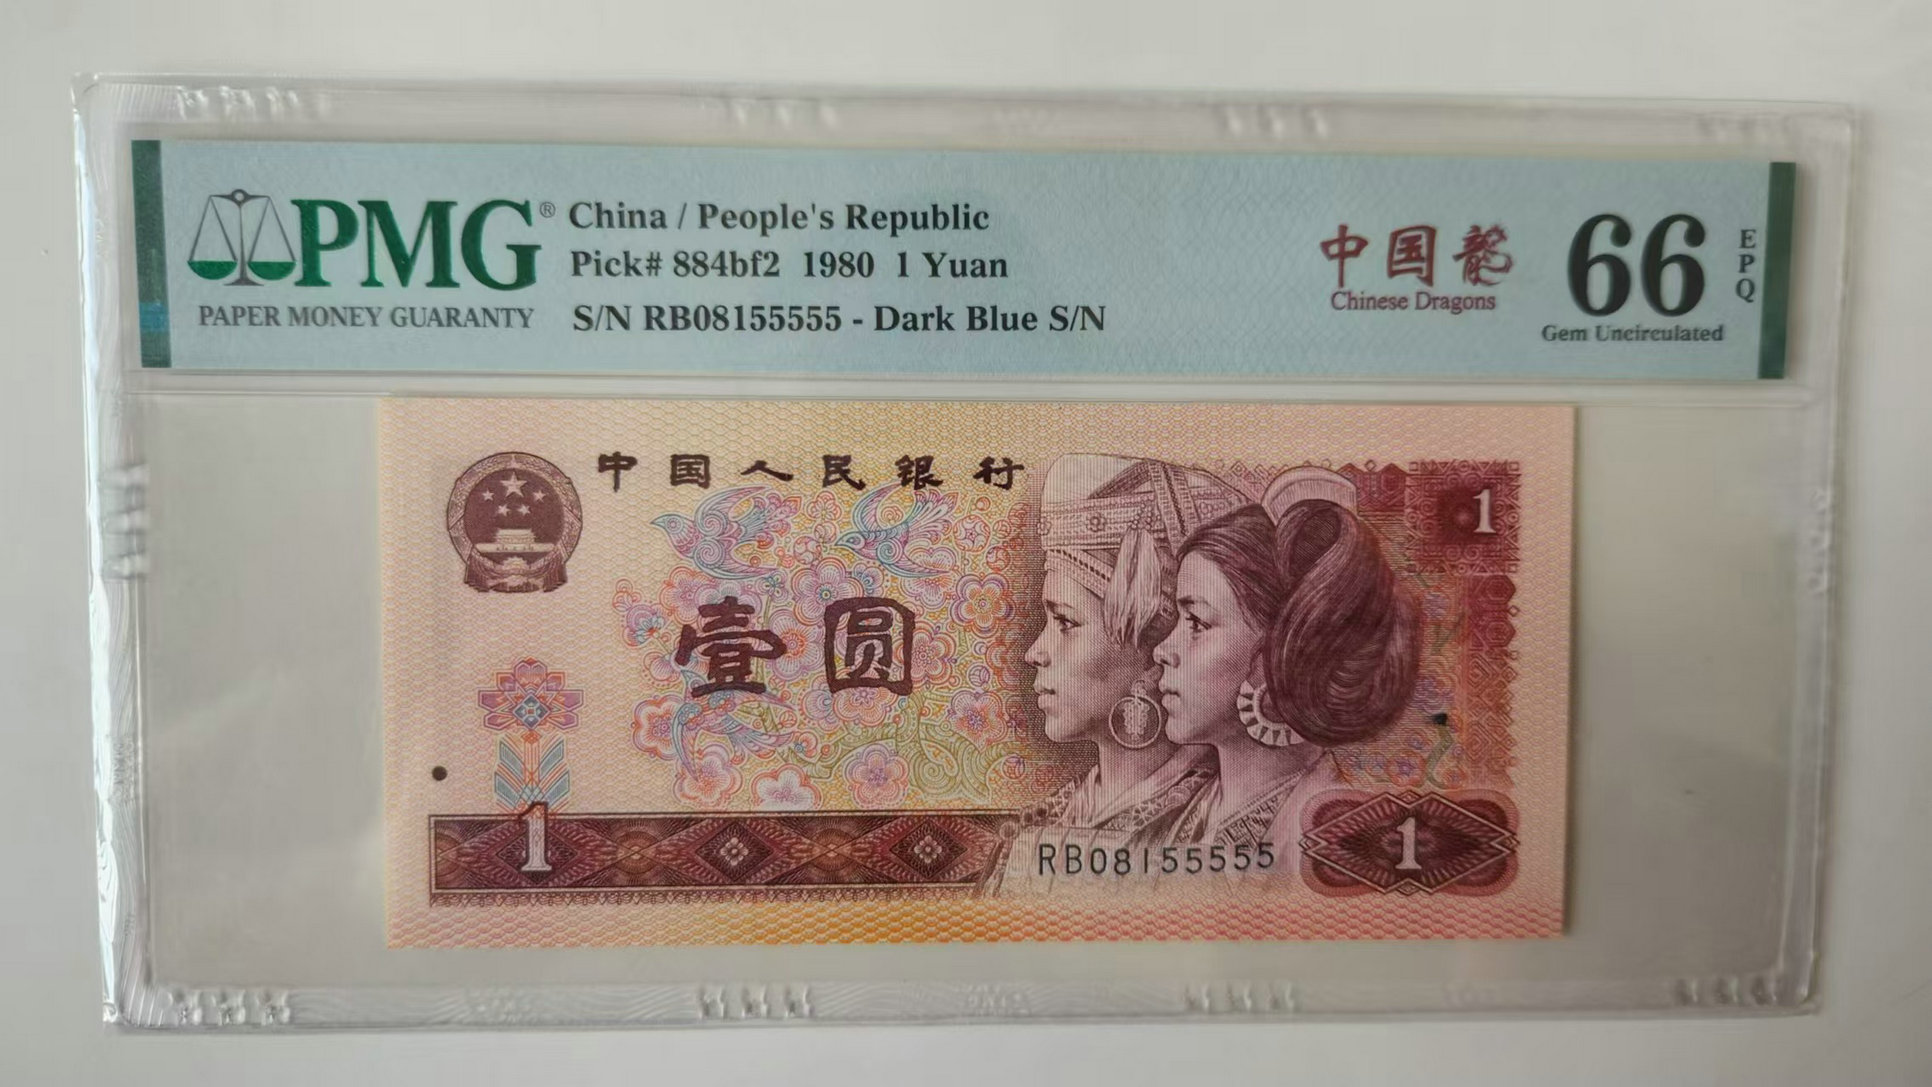 PMG®
PAPER MONEY GUARANTY
China / People's Republic
Pick# 884bf2 1980 1 Yuan
S/N RB08155555 - Dark Blue S/N
中国龍
Chinese Dragons
66
EPQ
Gem Uncirculated
中国人民银行
1
壹圆
1
RB08155555
1